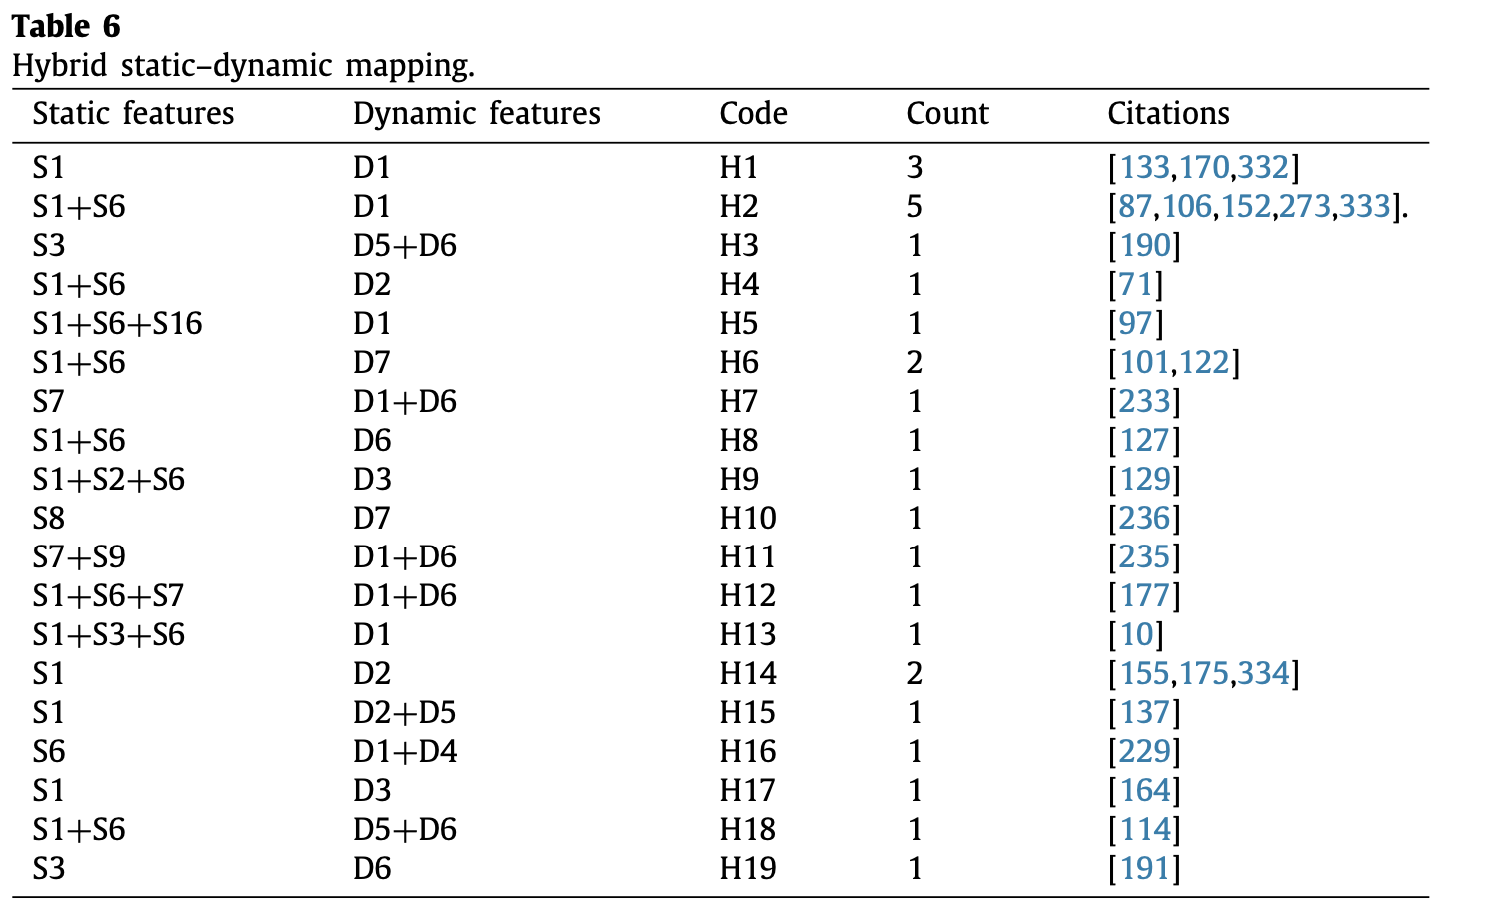 Table 6
Hybrid static–dynamic mapping.
Static features Dynamic features Code Count Citations
S1 D1 H1 3 [133,170,332]
S1+S6 D1 H2 5 [87,106,152,273,333].
S3 D5+D6 H3 1 [190]
S1+S6 D2 H4 1 [71]
S1+S6+S16 D1 H5 1 [97]
S1+S6 D7 H6 2 [101,122]
S7 D1+D6 H7 1 [233]
S1+S6 D6 H8 1 [127]
S1+S2+S6 D3 H9 1 [129]
S8 D7 H10 1 [236]
S7+S9 D1+D6 H11 1 [235]
S1+S6+S7 D1+D6 H12 1 [177]
S1+S3+S6 D1 H13 1 [10]
S1 D2 H14 2 [155,175,334]
S1 D2+D5 H15 1 [137]
S6 D1+D4 H16 1 [229]
S1 D3 H17 1 [164]
S1+S6 D5+D6 H18 1 [114]
S3 D6 H19 1 [191]